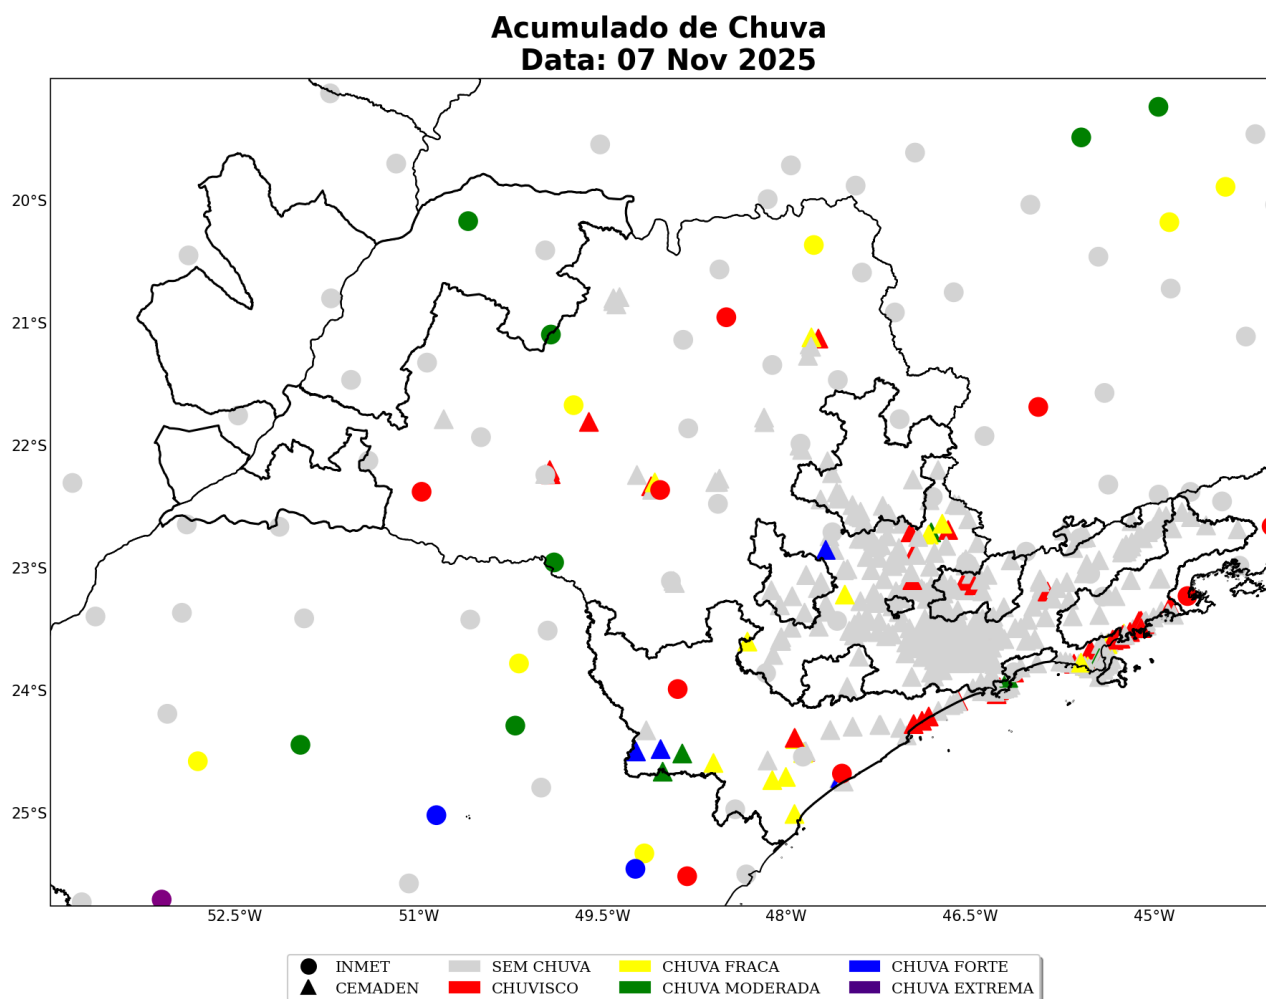 Acumulado de Chuva
Data: 07 Nov 2025
20°S
21°S
22°S
23°S
24°S
25°S
52.5°W 51°W 49.5°W 48°W 46.5°W 45°W
INMET SEM CHUVA CHUVA FRACA CHUVA FORTE
CEMADEN CHUVISCO CHUVA MODERADA CHUVA EXTREMA